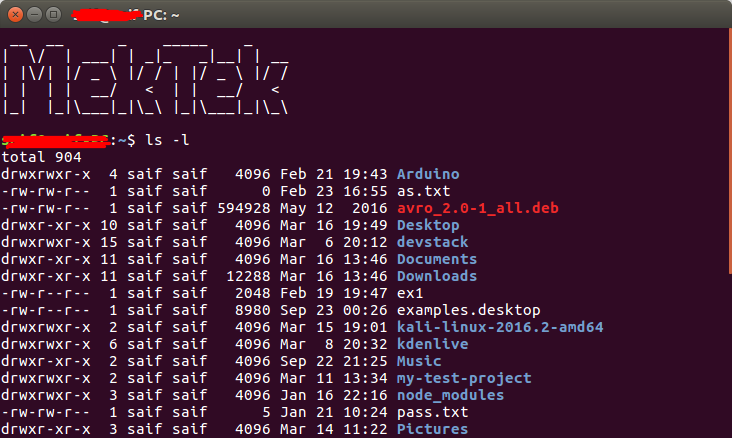 PC: ~
MekTek
:~$ ls -l
total 904
drwxrwxr-x  4 saif saif   4096 Feb 21 19:43 Arduino
-rw-rw-r--  1 saif saif      0 Feb 23 16:55 as.txt
-rw-rw-r--  1 saif saif 594928 May 12  2016 avro_2.0-1_all.deb
drwxr-xr-x 10 saif saif   4096 Mar 16 19:49 Desktop
drwxrwxr-x 15 saif saif   4096 Mar  6 20:12 devstack
drwxr-xr-x 11 saif saif   4096 Mar 16 13:46 Documents
drwxr-xr-x 11 saif saif  12288 Mar 16 13:46 Downloads
-rw-r--r--  1 saif saif   2048 Feb 19 19:47 ex1
-rw-r--r--  1 saif saif   8980 Sep 23 00:26 examples.desktop
drwxrwxr-x  2 saif saif   4096 Mar 15 19:01 kali-linux-2016.2-amd64
drwxrwxr-x  6 saif saif   4096 Mar  8 20:32 kdenlive
drwxr-xr-x  2 saif saif   4096 Sep 22 21:25 Music
drwxrwxr-x  2 saif saif   4096 Mar 11 13:34 my-test-project
drwxrwxr-x  3 saif saif   4096 Jan 16 22:16 node_modules
-rw-rw-r--  1 saif saif      5 Jan 21 10:24 pass.txt
drwxr-xr-x  3 saif saif   4096 Mar 14 11:22 Pictures